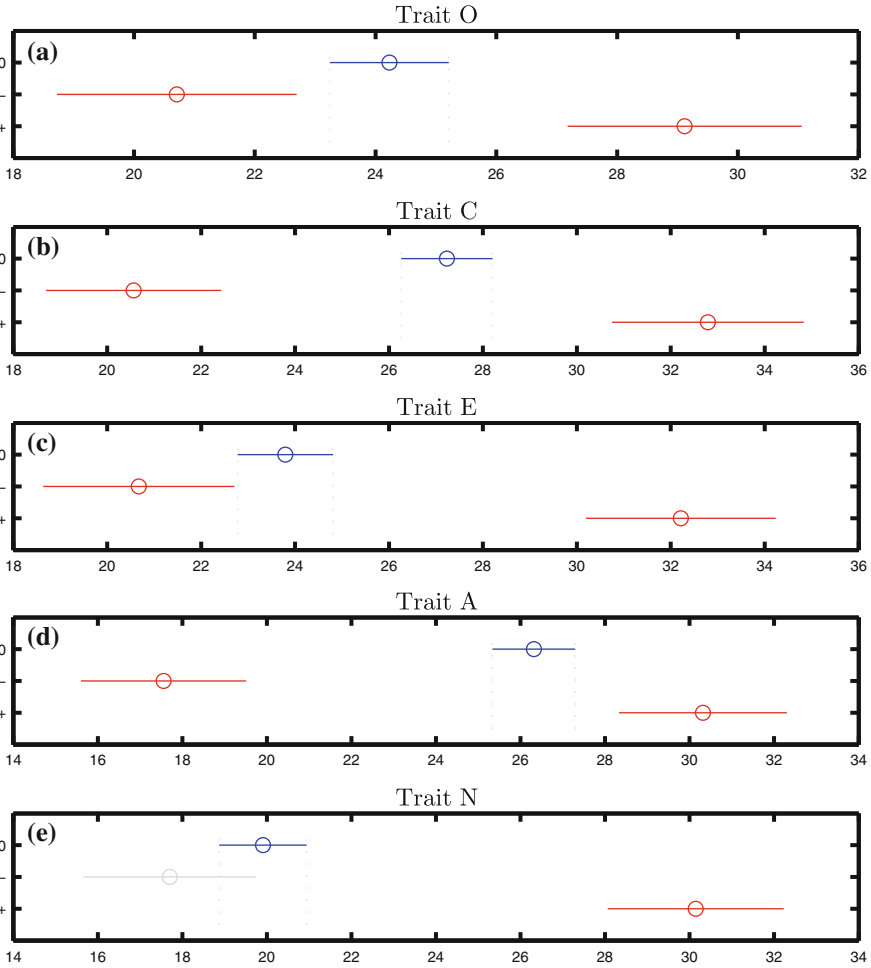 Trait O
(a)
0
–
+
18 20 22 24 26 28 30 32
Trait C
(b)
0
–
+
18 20 22 24 26 28 30 32 34 36
Trait E
(c)
0
–
+
18 20 22 24 26 28 30 32 34 36
Trait A
(d)
0
–
+
14 16 18 20 22 24 26 28 30 32 34
Trait N
(e)
0
–
+
14 16 18 20 22 24 26 28 30 32 34